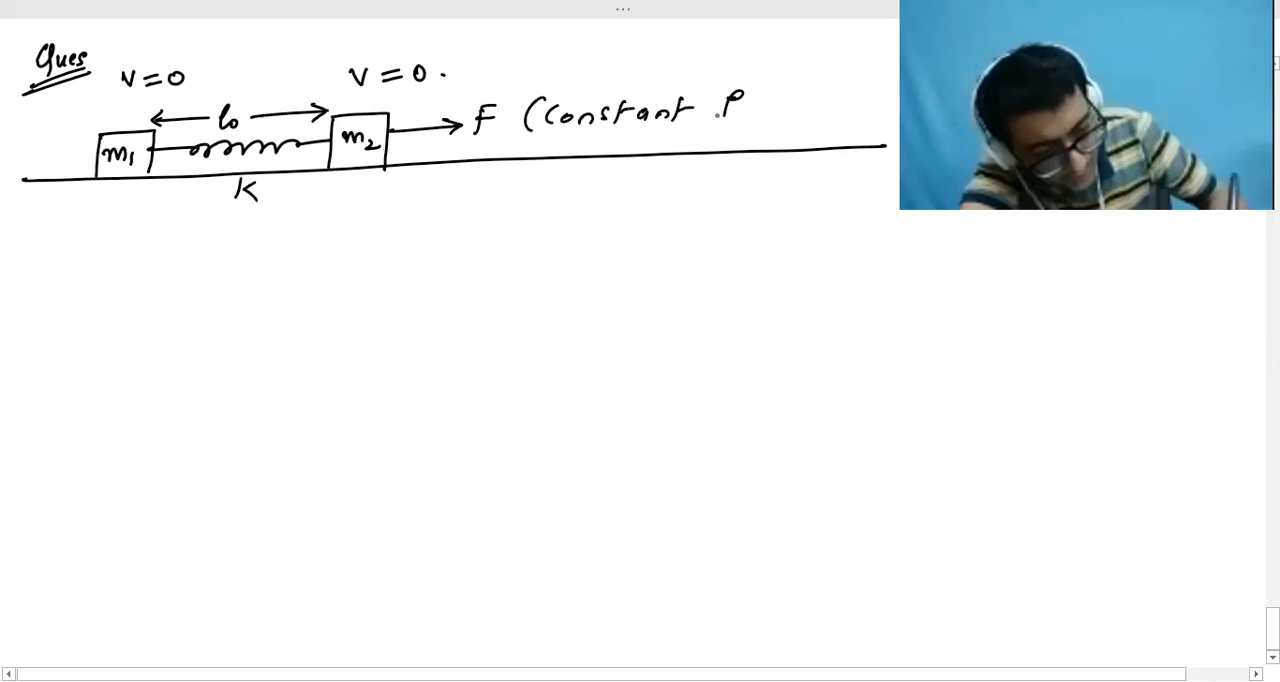 Ques
v=0 v=0.
l₀
m₁ m₂ F (Constant
K